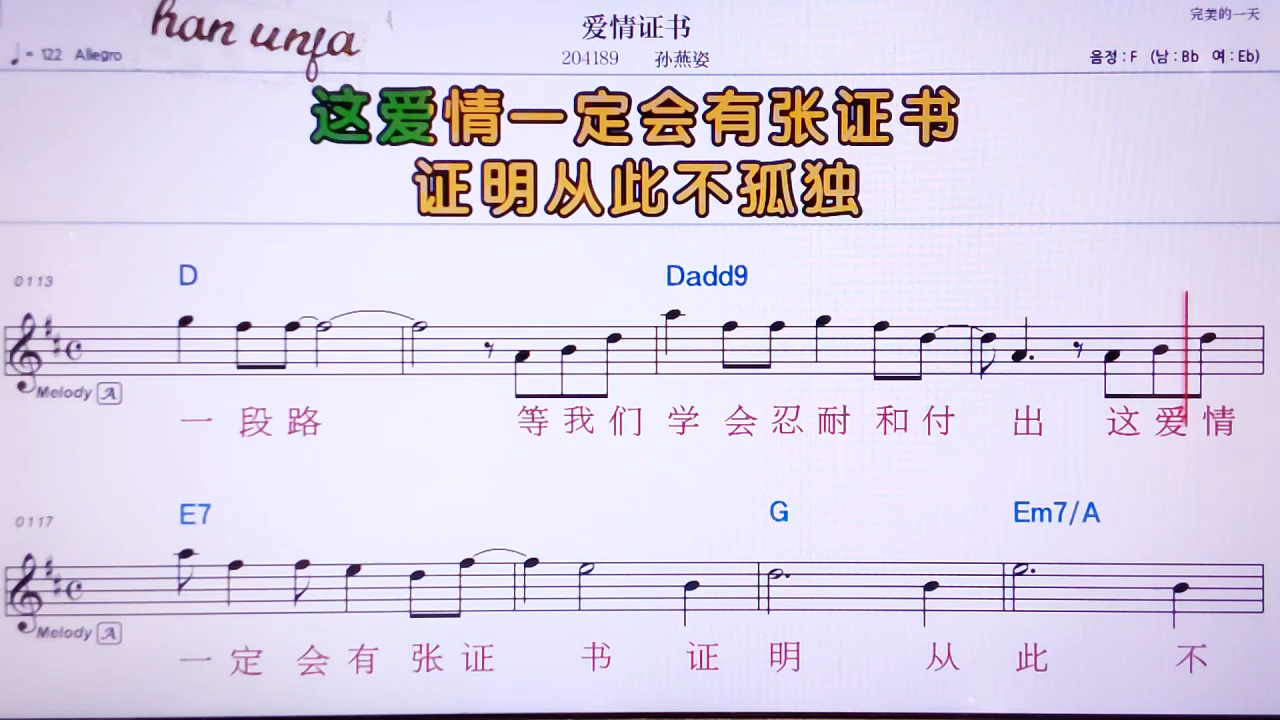 han unfa
爱情证书
完美的一天
♩= 122 Allegro
204189 孙燕姿
음정 : F (남 : Bb 여 : Eb)
这爱情一定会有张证书
证明从此不孤独
0113 D Dadd9
Melody A
一 段 路 等 我 们 学 会 忍 耐 和 付 出 这 爱 情
0117 E7 G Em7/A
Melody A
一 定 会 有 张 证 书 证 明 从 此 不